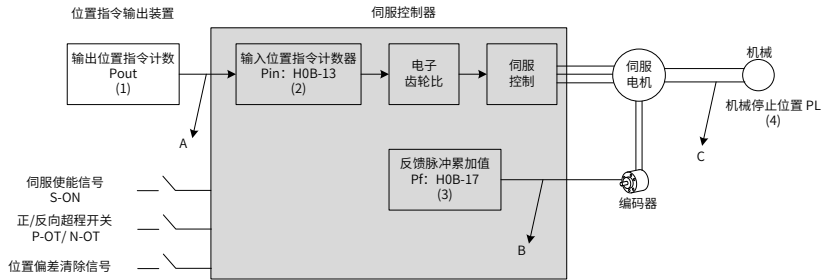 位置指令输出装置
伺服控制器
输出位置指令计数
Pout
(1)
输入位置指令计数器
Pin：H0B-13
(2)
电子
齿轮比
伺服
控制
伺服
电机
机械
机械停止位置 PL
(4)
A
C
反馈脉冲累加值
Pf：H0B-17
(3)
B
编码器
伺服使能信号
S-ON
正/反向超程开关
P-OT/ N-OT
位置偏差清除信号